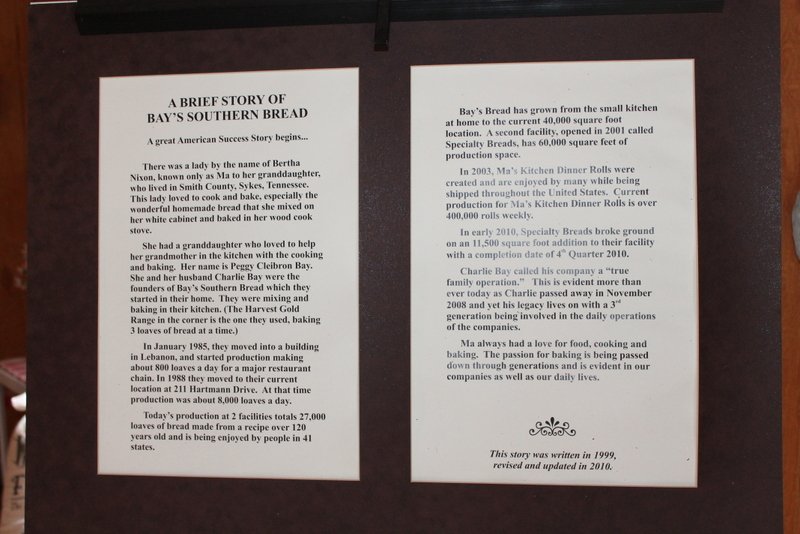 A BRIEF STORY OF
BAY'S SOUTHERN BREAD
A great American Success Story begins...
There was a lady by the name of Bertha
Nixon, known only as Ma to her granddaughter,
who lived in Smith County, Sykes, Tennessee.
This lady loved to cook and bake, especially the
wonderful homemade bread that she mixed on
her white cabinet and baked in her wood cook
stove.
She had a granddaughter who loved to help
her grandmother in the kitchen with the cooking
and baking. Her name is Peggy Cleibron Bay.
She and her husband Charlie Bay were the
founders of Bay's Southern Bread which they
started in their home. They were mixing and
baking in their kitchen. (The Harvest Gold
Range in the corner is the one they used, baking
3 loaves of bread at a time.)
In January 1985, they moved into a building
in Lebanon, and started production making
about 800 loaves a day for a major restaurant
chain. In 1988 they moved to their current
location at 211 Hartmann Drive. At that time
production was about 8,000 loaves a day.
Today's production at 2 facilities totals 27,000
loaves of bread made from a recipe over 120
years old and is being enjoyed by people in 41
states.
Bay's Bread has grown from the small kitchen
at home to the current 40,000 square foot
location. A second facility, opened in 2001 called
Specialty Breads, has 60,000 square feet of
production space.
In 2003, Ma's Kitchen Dinner Rolls were
created and are enjoyed by many while being
shipped throughout the United States. Current
production for Ma's Kitchen Dinner Rolls is over
400,000 rolls weekly.
In early 2010, Specialty Breads broke ground
on an 11,500 square foot addition to their facility
with a completion date of 4th Quarter 2010.
Charlie Bay called his company a "true
family operation." This is evident more than
ever today as Charlie passed away in November
2008 and yet his legacy lives on with a 3rd
generation being involved in the daily operations
of the companies.
Ma always had a love for food, cooking and
baking. The passion for baking is being passed
down through generations and is evident in our
companies as well as our daily lives.
This story was written in 1999,
revised and updated in 2010.